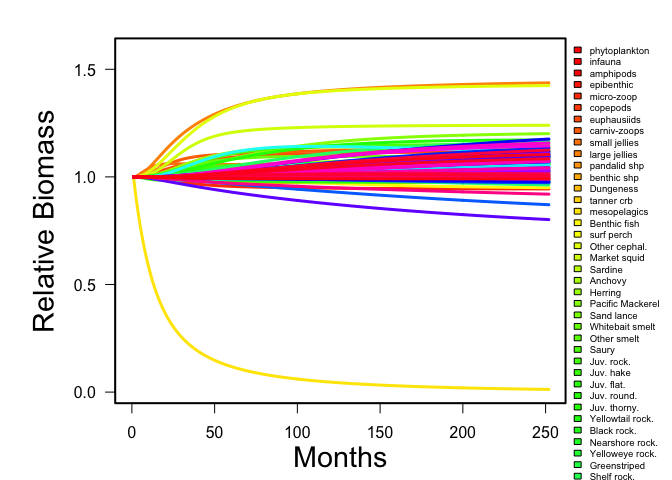 Relative Biomass
1.5
1.0
0.5
0.0
0 50 100 150 200 250
Months
phytoplankton
infauna
amphipods
epibenthic
micro-zoop
copepods
euphausiids
carniv-zoops
small jellies
large jellies
pandalid shp
benthic shp
Dungeness
tanner crb
mesopelagics
Benthic fish
surf perch
Other cephal.
Market squid
Sardine
Anchovy
Herring
Pacific Mackerel
Sand lance
Whitebait smelt
Other smelt
Saury
Juv. rock.
Juv. hake
Juv. flat.
Juv. round.
Juv. thorny.
Yellowtail rock.
Black rock.
Nearshore rock.
Yelloweye rock.
Greenstriped
Shelf rock.